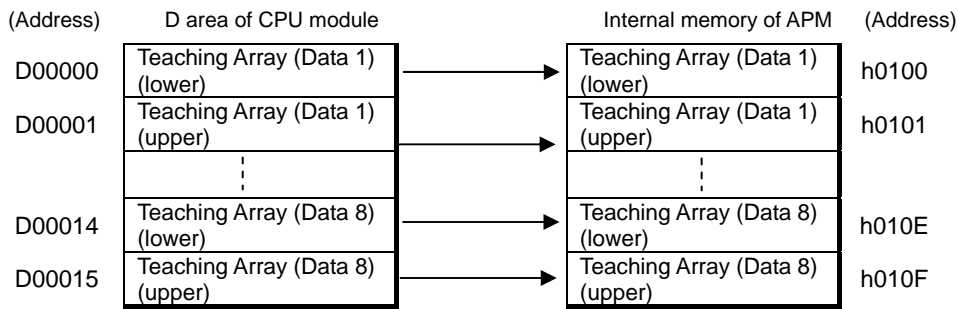 (Address) D area of CPU module Internal memory of APM (Address)
D00000 Teaching Array (Data 1) Teaching Array (Data 1) h0100
(lower) (lower)
D00001 Teaching Array (Data 1) Teaching Array (Data 1) h0101
(upper) (upper)
D00014 Teaching Array (Data 8) Teaching Array (Data 8) h010E
(lower) (lower)
D00015 Teaching Array (Data 8) Teaching Array (Data 8) h010F
(upper) (upper)